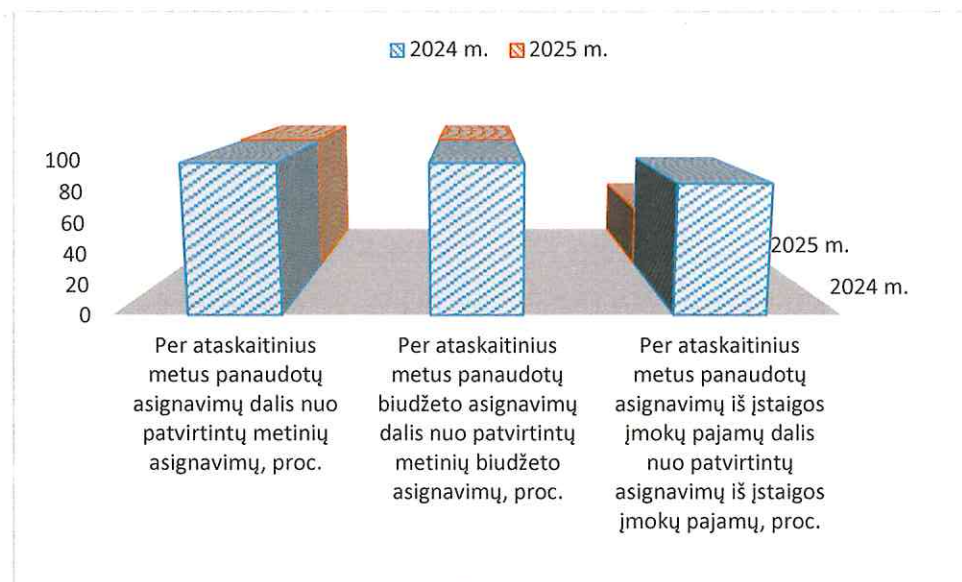 2024 m. 2025 m.
100
80
60
40
20
0
2025 m.
2024 m.
Per ataskaitinius
metus panaudotų
asignavimų dalis nuo
patvirtintų metinių
asignavimų, proc.
Per ataskaitinius
metus panaudotų
biudžeto asignavimų
dalis nuo patvirtintų
metinių biudžeto
asignavimų, proc.
Per ataskaitinius
metus panaudotų
asignavimų iš įstaigos
įmokų pajamų dalis
nuo patvirtintų
asignavimų iš įstaigos
įmokų pajamų, proc.